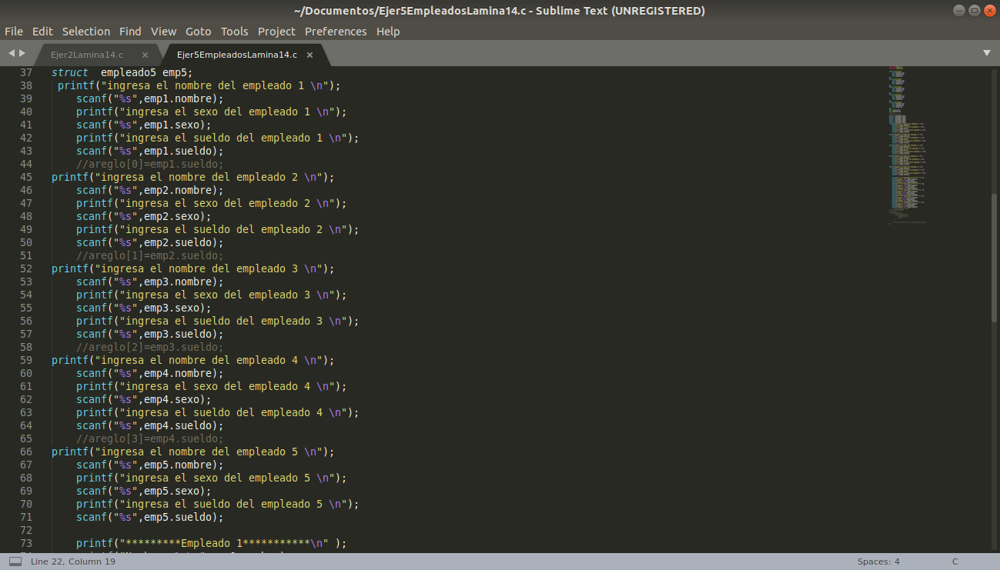 ~/Documentos/Ejer5EmpleadosLamina14.c - Sublime Text (UNREGISTERED)
File Edit Selection Find View Goto Tools Project Preferences Help
Ejer2Lamina14.c Ejer5EmpleadosLamina14.c
37 struct  empleado5 emp5;
38  printf("ingresa el nombre del empleado 1 \n");
39     scanf("%s",emp1.nombre);
40     printf("ingresa el sexo del empleado 1 \n");
41     scanf("%s",emp1.sexo);
42     printf("ingresa el sueldo del empleado 1 \n");
43     scanf("%s",emp1.sueldo);
44     //areglo[0]=emp1.sueldo;
45 printf("ingresa el nombre del empleado 2 \n");
46     scanf("%s",emp2.nombre);
47     printf("ingresa el sexo del empleado 2 \n");
48     scanf("%s",emp2.sexo);
49     printf("ingresa el sueldo del empleado 2 \n");
50     scanf("%s",emp2.sueldo);
51     //areglo[1]=emp2.sueldo;
52 printf("ingresa el nombre del empleado 3 \n");
53     scanf("%s",emp3.nombre);
54     printf("ingresa el sexo del empleado 3 \n");
55     scanf("%s",emp3.sexo);
56     printf("ingresa el sueldo del empleado 3 \n");
57     scanf("%s",emp3.sueldo);
58     //areglo[2]=emp3.sueldo;
59 printf("ingresa el nombre del empleado 4 \n");
60     scanf("%s",emp4.nombre);
61     printf("ingresa el sexo del empleado 4 \n");
62     scanf("%s",emp4.sexo);
63     printf("ingresa el sueldo del empleado 4 \n");
64     scanf("%s",emp4.sueldo);
65     //areglo[3]=emp4.sueldo;
66 printf("ingresa el nombre del empleado 5 \n");
67     scanf("%s",emp5.nombre);
68     printf("ingresa el sexo del empleado 5 \n");
69     scanf("%s",emp5.sexo);
70     printf("ingresa el sueldo del empleado 5 \n");
71     scanf("%s",emp5.sueldo);
72
73     printf("*********Empleado 1***********\n" );
Line 22, Column 19 Spaces: 4 C